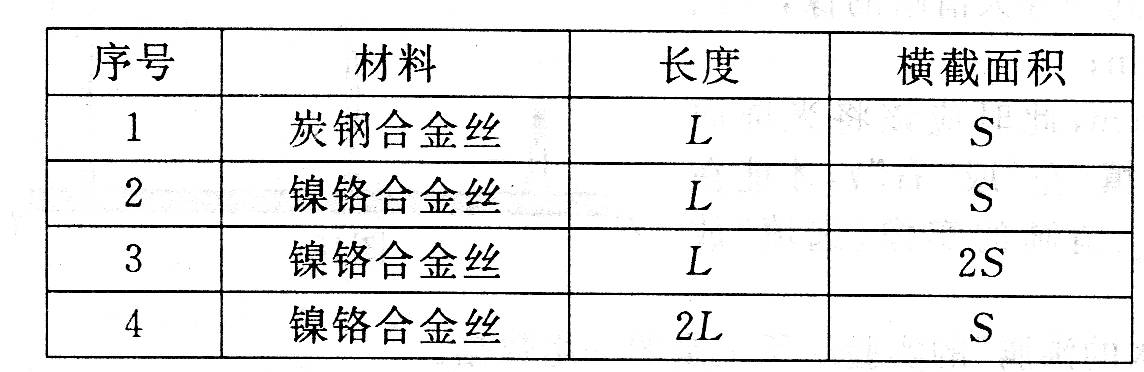 序号 材料 长度 横截面积
1 炭钢合金丝 L S
2 镍铬合金丝 L S
3 镍铬合金丝 L 2S
4 镍铬合金丝 2L S